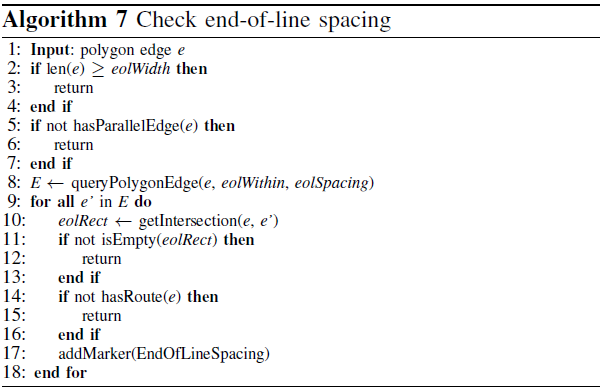 Algorithm 7 Check end-of-line spacing
1: Input: polygon edge e
2: if len(e) ≥ eolWidth then
3: return
4: end if
5: if not hasParallelEdge(e) then
6: return
7: end if
8: E ← queryPolygonEdge(e, eolWithin, eolSpacing)
9: for all e’ in E do
10: eolRect ← getIntersection(e, e’)
11: if not isEmpty(eolRect) then
12: return
13: end if
14: if not hasRoute(e) then
15: return
16: end if
17: addMarker(EndOfLineSpacing)
18: end for